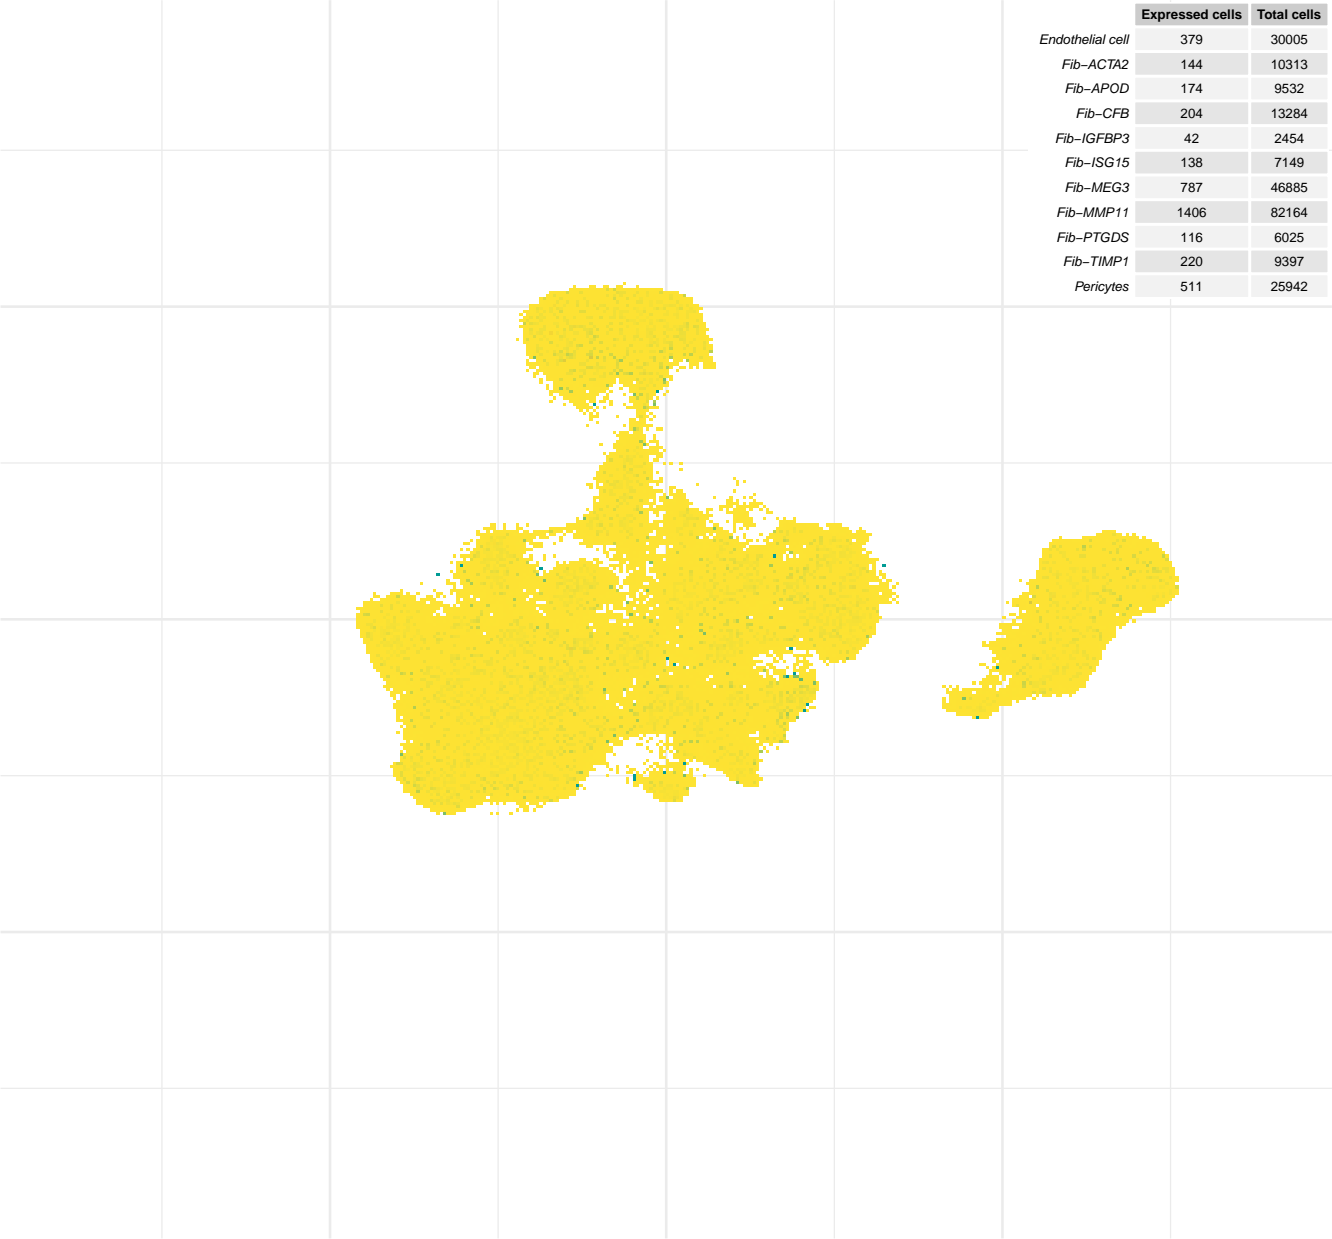 Expressed cells Total cells
Endothelial cell 379 30005
Fib−ACTA2 144 10313
Fib−APOD 174 9532
Fib−CFB 204 13284
Fib−IGFBP3 42 2454
Fib−ISG15 138 7149
Fib−MEG3 787 46885
Fib−MMP11 1406 82164
Fib−PTGDS 116 6025
Fib−TIMP1 220 9397
Pericytes 511 25942